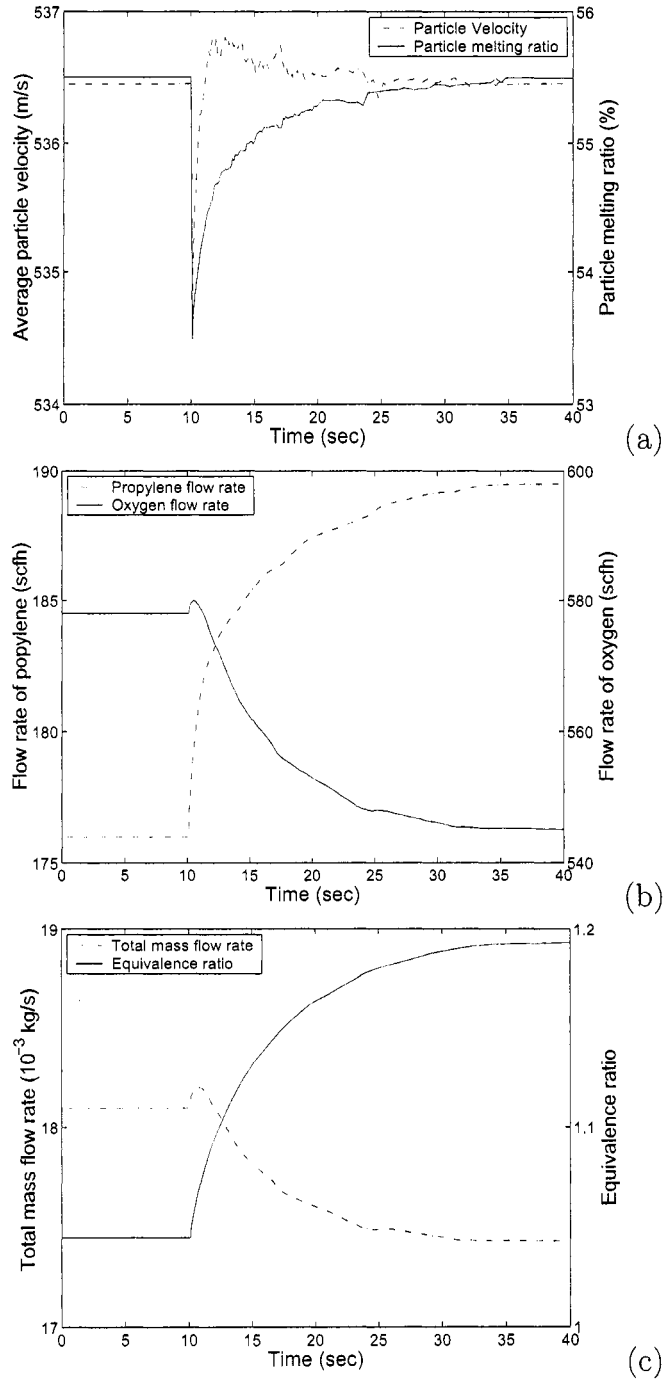 537
56
Particle Velocity
Particle melting ratio
Average particle velocity (m/s)
536
535
534
55
54
53
Particle melting ratio (%)
0 5 10 15 20 25 30 35 40
Time (sec)
(a)
190
600
Propylene flow rate
Oxygen flow rate
Flow rate of popylene (scfh)
185
180
175
580
560
540
Flow rate of oxygen (scfh)
0 5 10 15 20 25 30 35 40
Time (sec)
(b)
19
1.2
Total mass flow rate
Equivalence ratio
Total mass flow rate (10⁻³ kg/s)
18
17
1.1
1
Equivalence ratio
0 5 10 15 20 25 30 35 40
Time (sec)
(c)